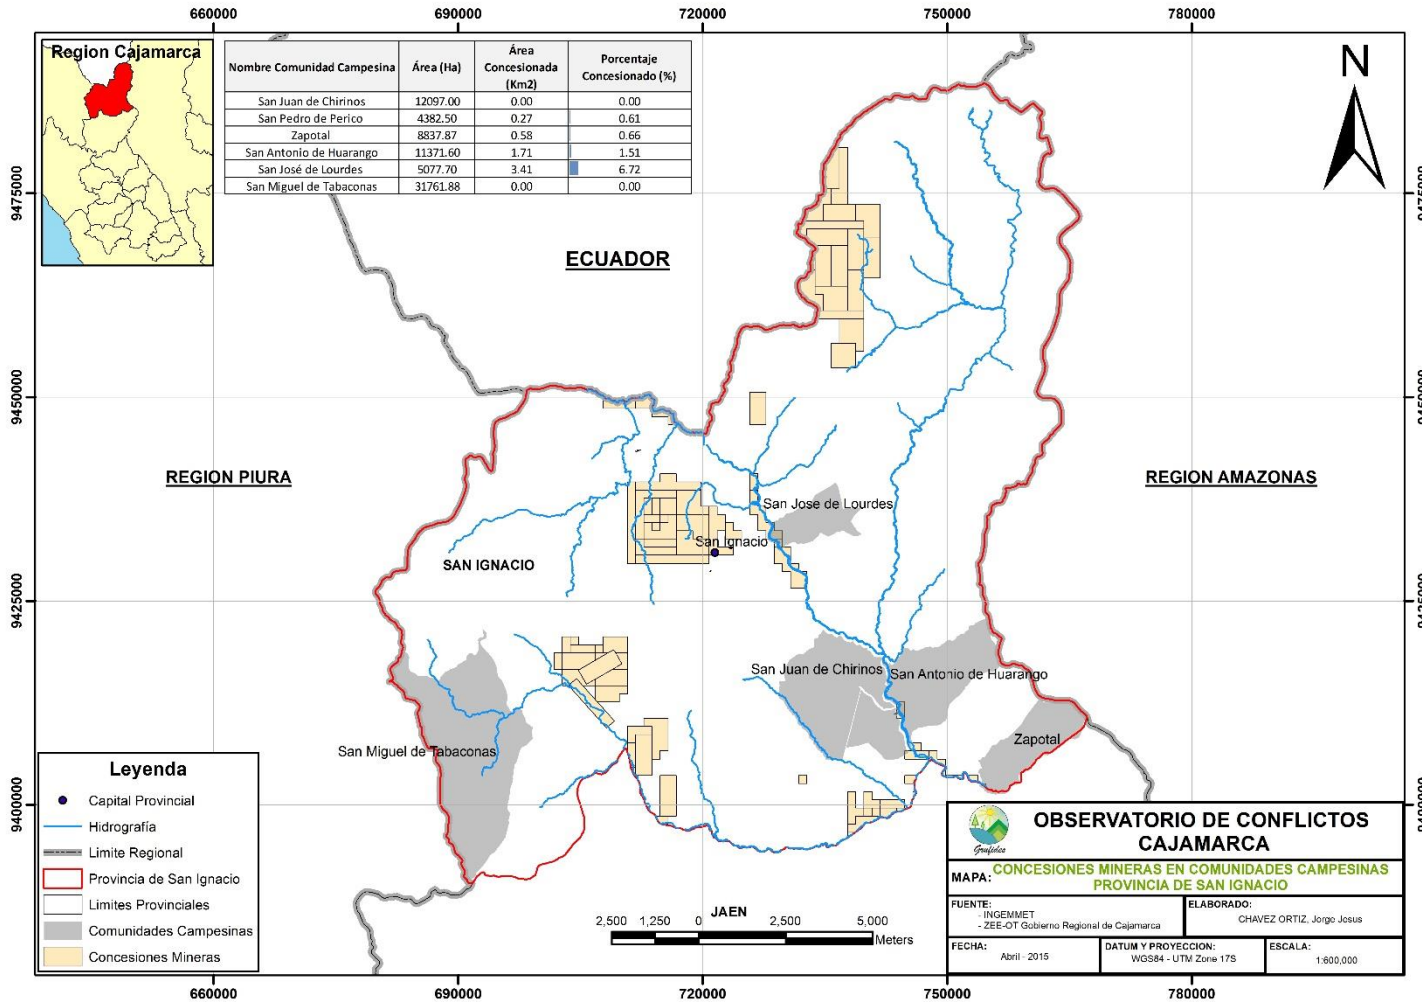 660000 690000 720000 750000 780000
Region Cajamarca
Nombre Comunidad Campesina Área (Ha) Área Concesionada (Km2) Porcentaje Concesionado (%)
San Juan de Chirinos 12097.00 0.00 0.00
San Pedro de Perico 4382.50 0.27 0.61
Zapotal 8837.87 0.58 0.66
San Antonio de Huarango 11371.60 1.71 1.51
San José de Lourdes 5077.70 3.41 6.72
San Miguel de Tabaconas 31761.88 0.00 0.00
N
9475000 9475000
ECUADOR
9450000 9450000
REGION PIURA
REGION AMAZONAS
San Jose de Lourdes
San Ignacio
SAN IGNACIO
9425000 9425000
San Juan de Chirinos
San Antonio de Huarango
San Miguel de Tabaconas
Zapotal
9400000 9400000
Leyenda
Capital Provincial
Hidrografía
Limite Regional
Provincia de San Ignacio
Limites Provinciales
Comunidades Campesinas
Concesiones Mineras
JAEN
2,500 1,250 0 2,500 5,000
Meters
Grufides
OBSERVATORIO DE CONFLICTOS
CAJAMARCA
MAPA: CONCESIONES MINERAS EN COMUNIDADES CAMPESINAS
PROVINCIA DE SAN IGNACIO
FUENTE:
- INGEMMET
- ZEE-OT Gobierno Regional de Cajamarca
ELABORADO:
CHAVEZ ORTIZ, Jorge Jesus
FECHA:
Abril - 2015
DATUM Y PROYECCION:
WGS84 - UTM Zone 17S
ESCALA:
1:600,000
660000 690000 720000 750000 780000